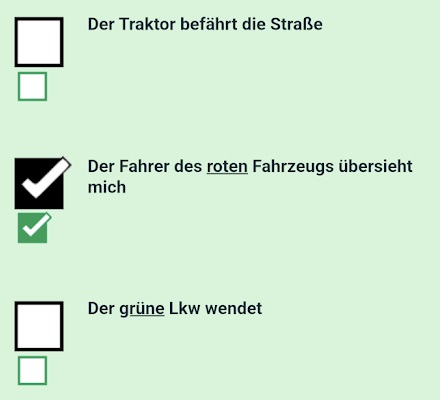 Der Traktor befährt die Straße
Der Fahrer des roten Fahrzeugs übersieht
mich
Der grüne Lkw wendet